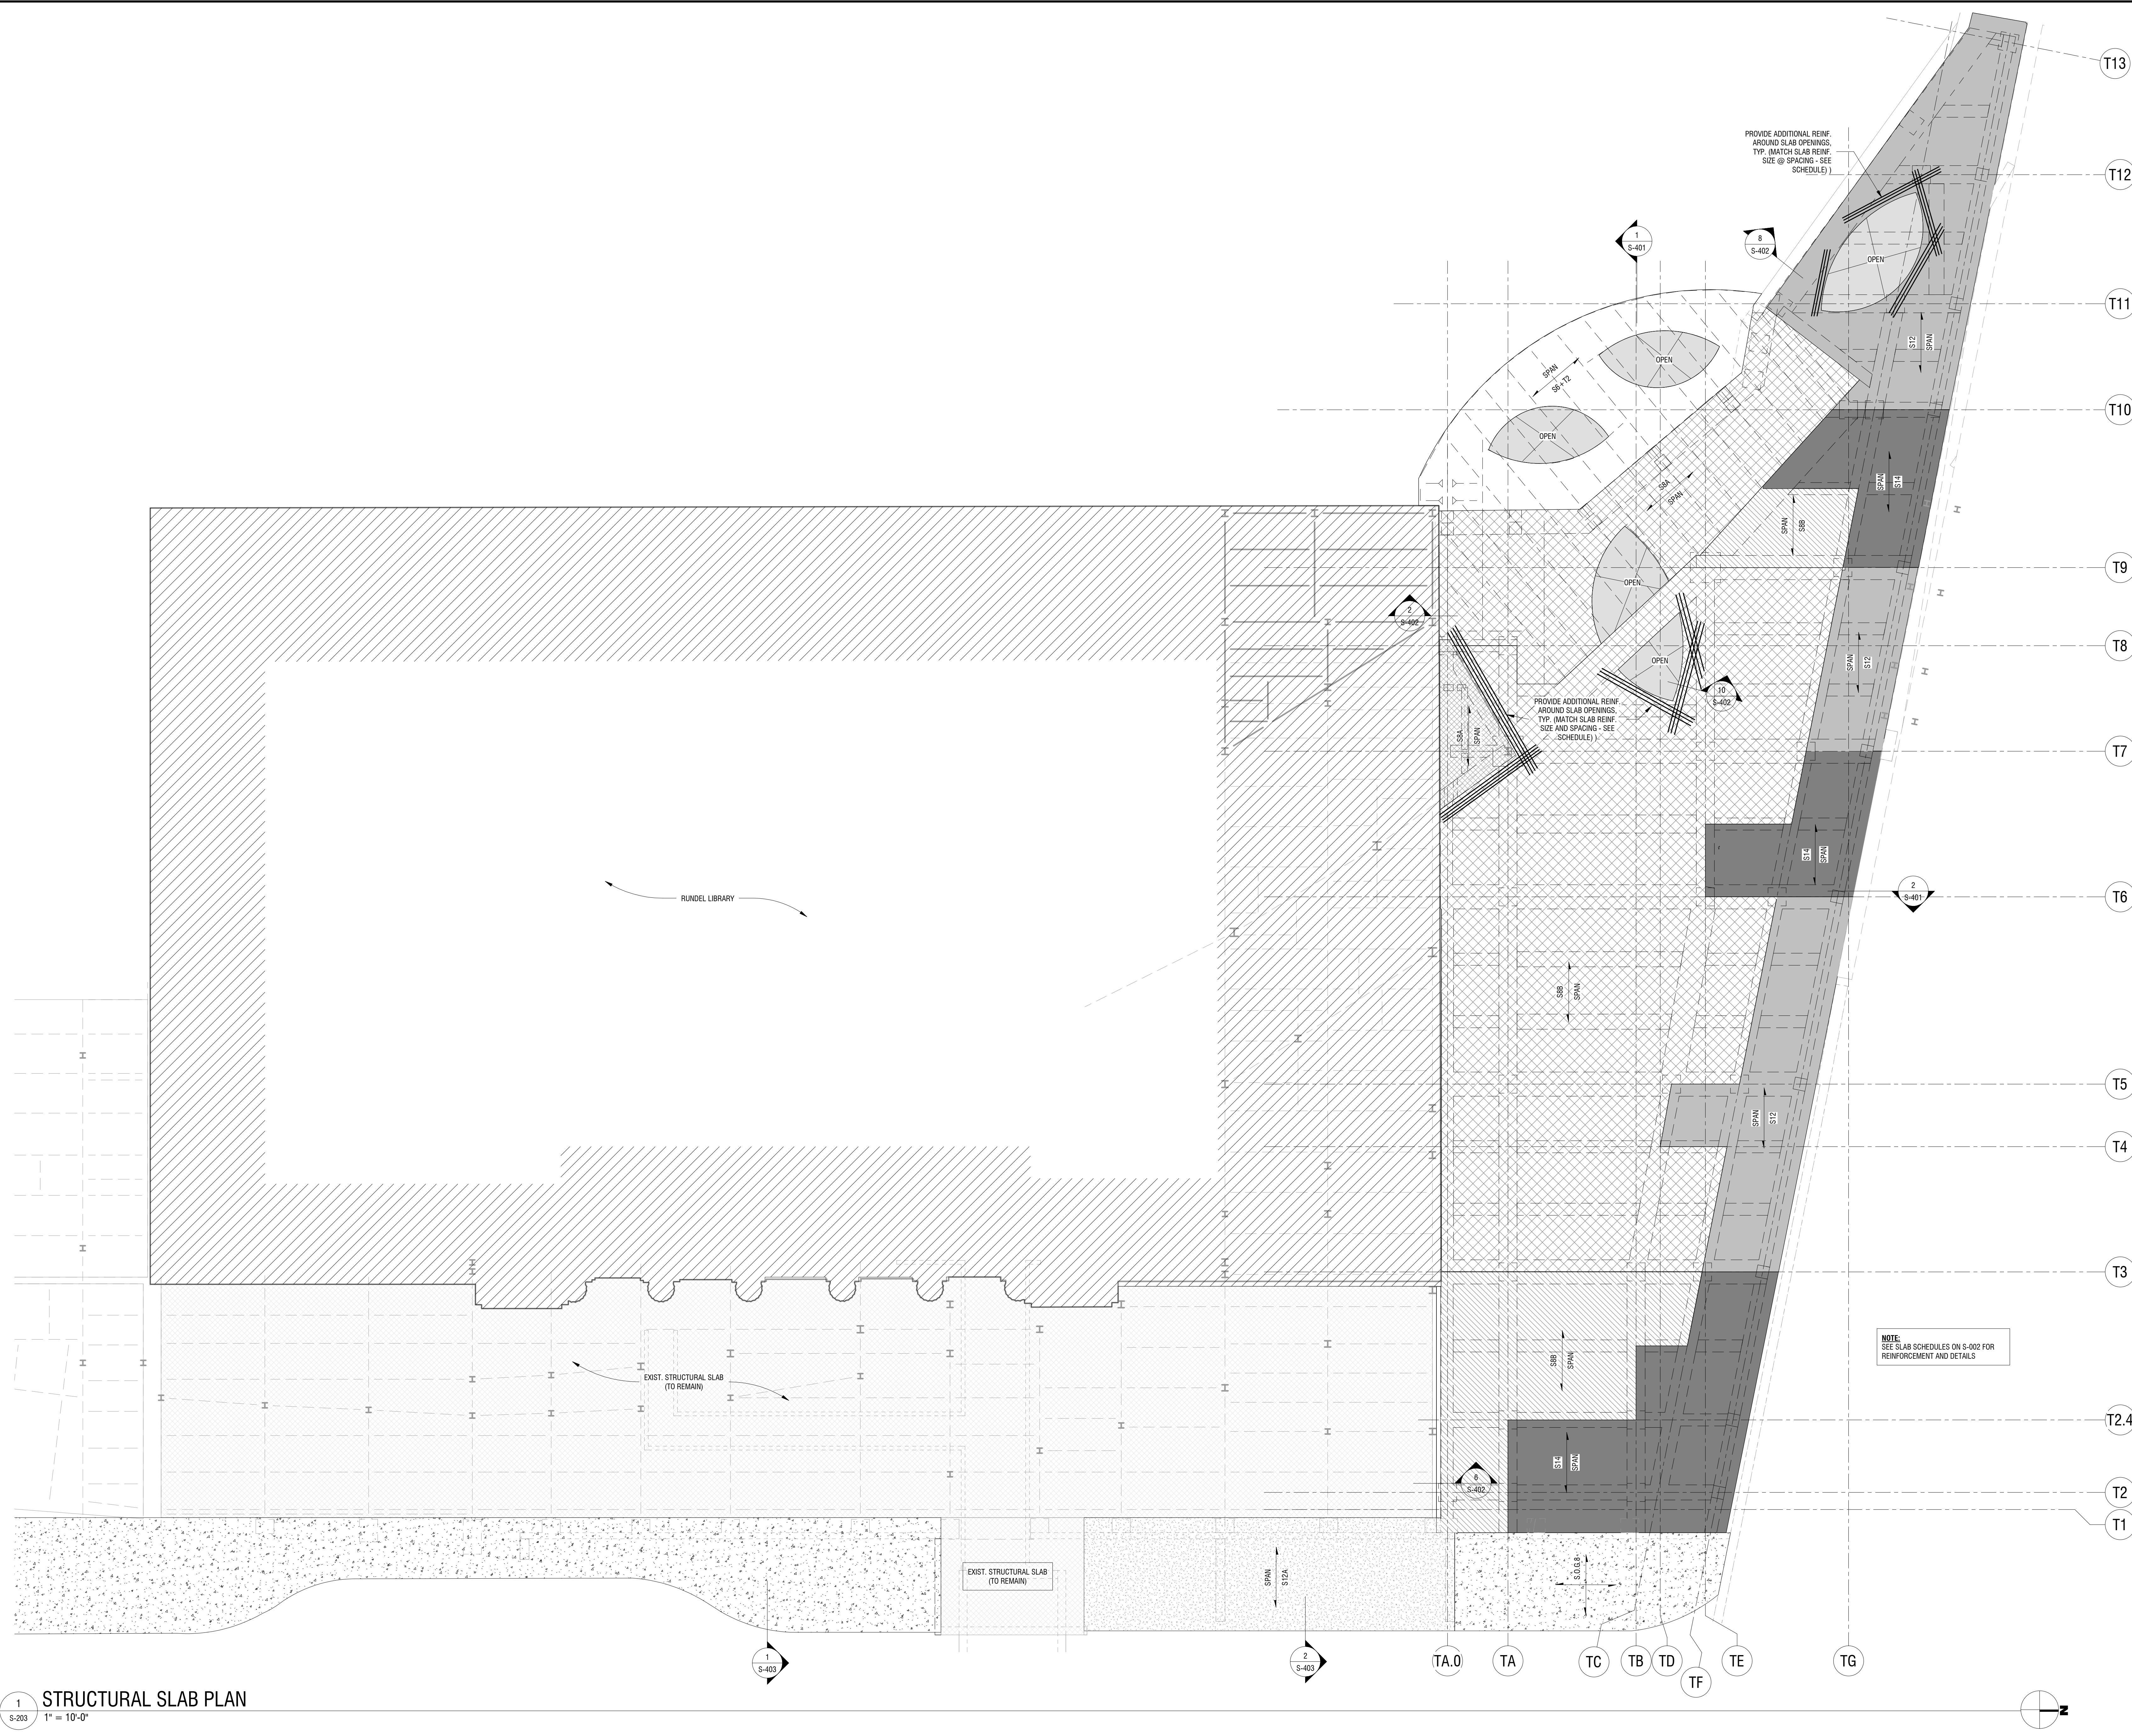 T13
PROVIDE ADDITIONAL REINF.
AROUND SLAB OPENINGS,
TYP. (MATCH SLAB REINF.
SIZE @ SPACING - SEE
SCHEDULE) )
T12
1
S-401
8
S-402
OPEN
T11
S12
SPAN
OPEN
SPAN
S6+T2
T10
OPEN
S8A
SPAN
SPAN
S14
SPAN
S8B
T9
OPEN
2
S-402
T8
OPEN
SPAN
S12
10
S-402
PROVIDE ADDITIONAL REINF.
AROUND SLAB OPENINGS,
TYP. (MATCH SLAB REINF.
SIZE AND SPACING - SEE
SCHEDULE) )
S8A
SPAN
T7
S14
SPAN
RUNDEL LIBRARY
2
S-401
T6
S8B
SPAN
T5
SPAN
S12
T4
T3
NOTE:
SEE SLAB SCHEDULES ON S-002 FOR
REINFORCEMENT AND DETAILS
S8B
SPAN
EXIST. STRUCTURAL SLAB
(TO REMAIN)
T2.4
S14
SPAN
6
S-402
T2
T1
EXIST. STRUCTURAL SLAB
(TO REMAIN)
SPAN
S12A
S.O.G.8
1
S-403
2
S-403
TA.0
TA
TC
TB
TD
TF
TE
TG
1
S-203
STRUCTURAL SLAB PLAN
1" = 10'-0"
N